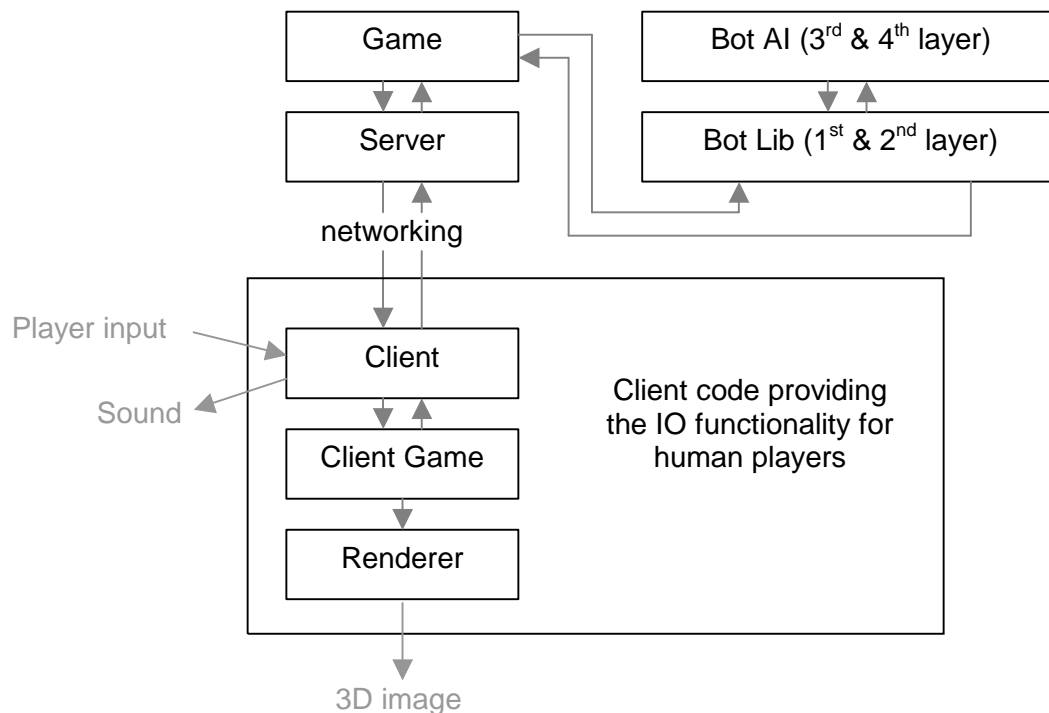 Game
Bot AI (3rd & 4th layer)
Server
Bot Lib (1st & 2nd layer)
networking
Player input
Client
Sound
Client code providing
the IO functionality for
human players
Client Game
Renderer
3D image